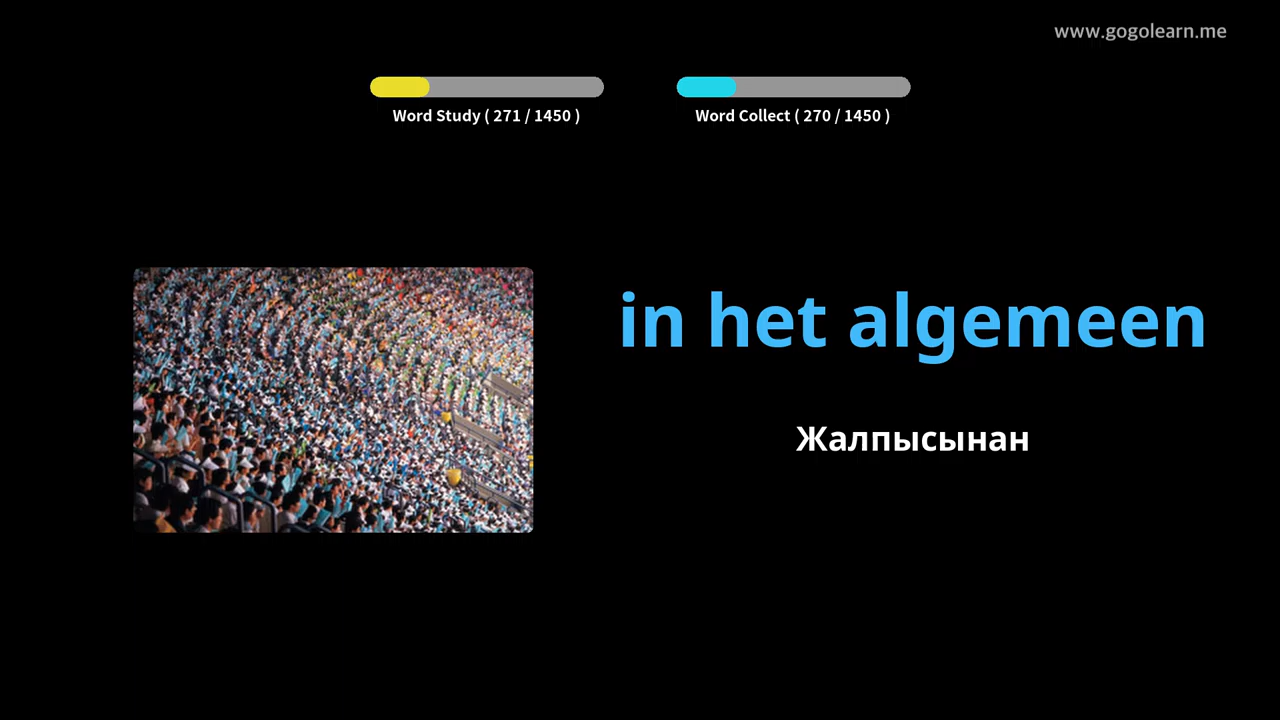 www.gogolearn.me
Word Study ( 271 / 1450 )
Word Collect ( 270 / 1450 )
in het algemeen
Жалпысынан